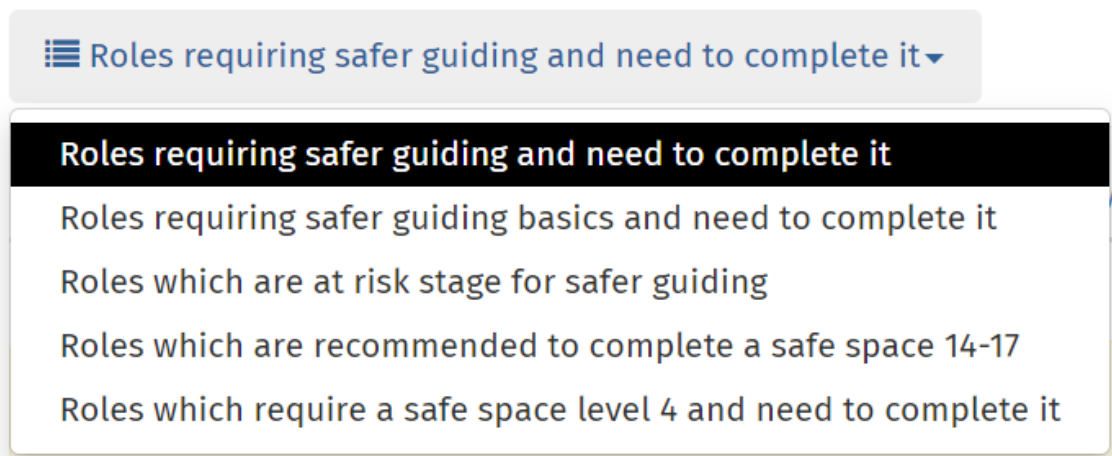 Roles requiring safer guiding and need to complete it
Roles requiring safer guiding and need to complete it
Roles requiring safer guiding basics and need to complete it
Roles which are at risk stage for safer guiding
Roles which are recommended to complete a safe space 14-17
Roles which require a safe space level 4 and need to complete it